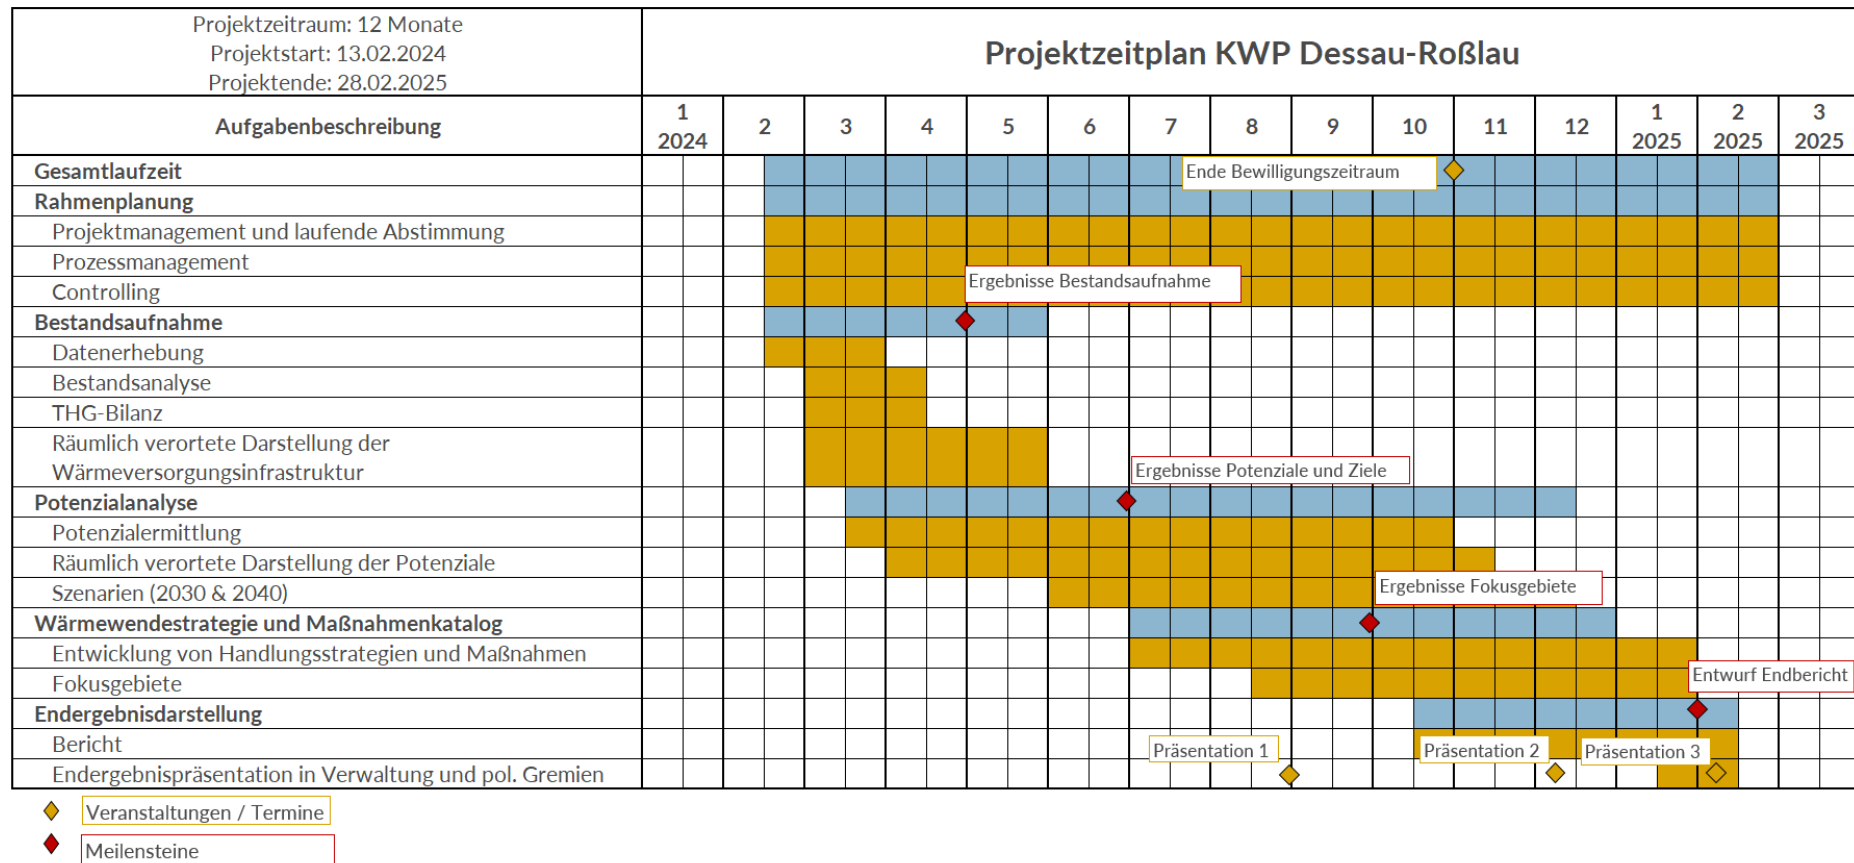 Projektzeitraum: 12 Monate
Projektstart: 13.02.2024
Projektende: 28.02.2025
Projektzeitplan KWP Dessau-Roßlau
Aufgabenbeschreibung
1 2024
2
3
4
5
6
7
8
9
10
11
12
1 2025
2 2025
3 2025
Gesamtlaufzeit
Ende Bewilligungszeitraum
Rahmenplanung
Projektmanagement und laufende Abstimmung
Prozessmanagement
Ergebnisse Bestandsaufnahme
Controlling
Bestandsaufnahme
Datenerhebung
Bestandsanalyse
THG-Bilanz
Räumlich verortete Darstellung der
Wärmeversorgungsinfrastruktur
Ergebnisse Potenziale und Ziele
Potenzialanalyse
Potenzialermittlung
Räumlich verortete Darstellung der Potenziale
Szenarien (2030 & 2040)
Ergebnisse Fokusgebiete
Wärmewendestrategie und Maßnahmenkatalog
Entwicklung von Handlungsstrategien und Maßnahmen
Fokusgebiete
Entwurf Endbericht
Endergebnisdarstellung
Bericht
Präsentation 1
Präsentation 2
Präsentation 3
Endergebnispräsentation in Verwaltung und pol. Gremien
Veranstaltungen / Termine
Meilensteine